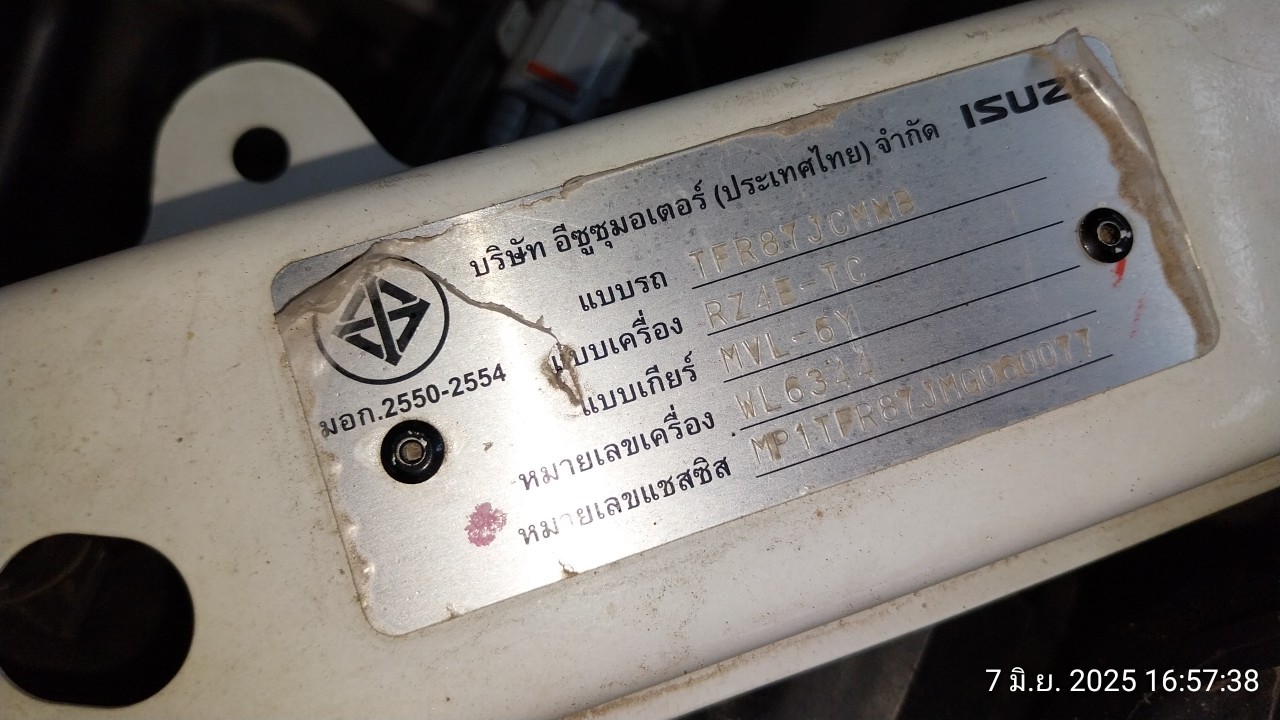 ISUZU
บริษัท อีซูซุมอเตอร์ (ประเทศไทย) จำกัด
แบบรถ TFR87JCMMWB
แบบเครื่อง RZ4E-TC
แบบเกียร์ MVL-6Y
หมายเลขเครื่อง
หมายเลขแชสซิส
มอก.2550-2554
7 มิ.ย. 2025 16:57:38